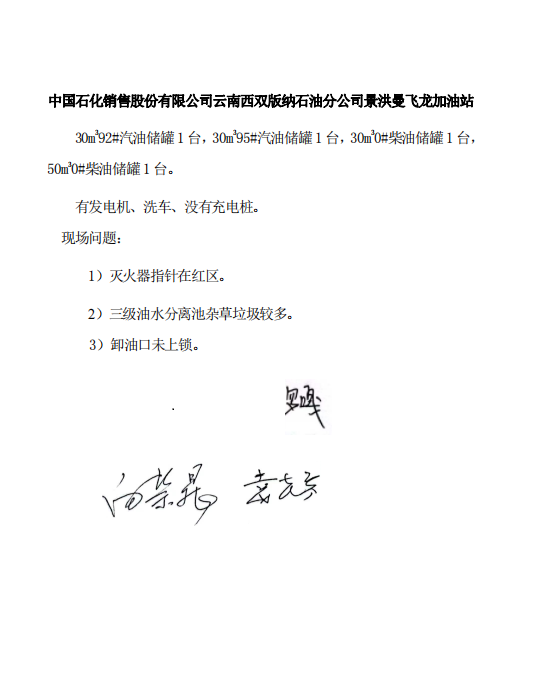 中国石化销售股份有限公司云南西双版纳石油分公司景洪曼飞龙加油站
30m³92#汽油储罐1台，30m³95#汽油储罐1台，30m³0#柴油储罐1台，
50m³0#柴油储罐1台。
有发电机、洗车、没有充电桩。
现场问题：
1）灭火器指针在红区。
2）三级油水分离池杂草垃圾较多。
3）卸油口未上锁。